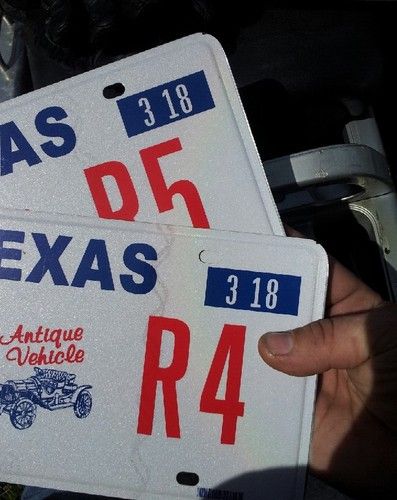 AS
3 18
R5
EXAS
3 18
Antique
Vehicle
R4